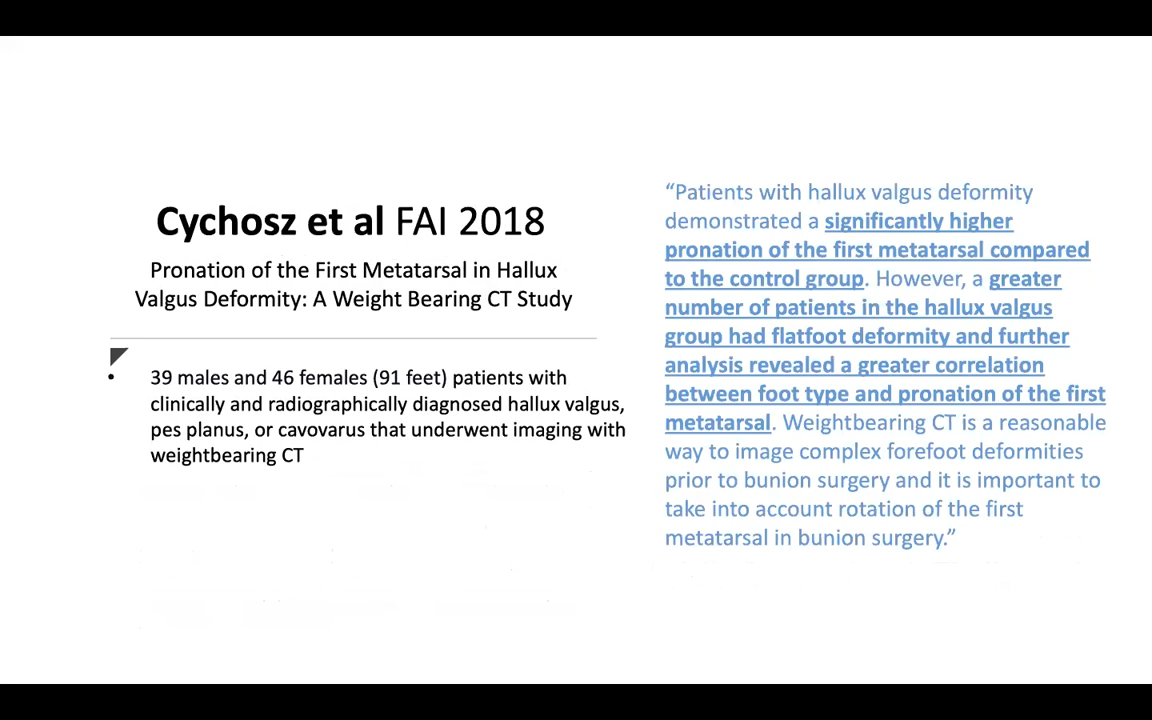 Cychosz et al FAI 2018
Pronation of the First Metatarsal in Hallux
Valgus Deformity: A Weight Bearing CT Study
• 39 males and 46 females (91 feet) patients with
clinically and radiographically diagnosed hallux valgus,
pes planus, or cavovarus that underwent imaging with
weightbearing CT
“Patients with hallux valgus deformity
demonstrated a significantly higher
pronation of the first metatarsal compared
to the control group. However, a greater
number of patients in the hallux valgus
group had flatfoot deformity and further
analysis revealed a greater correlation
between foot type and pronation of the first
metatarsal. Weightbearing CT is a reasonable
way to image complex forefoot deformities
prior to bunion surgery and it is important to
take into account rotation of the first
metatarsal in bunion surgery.”